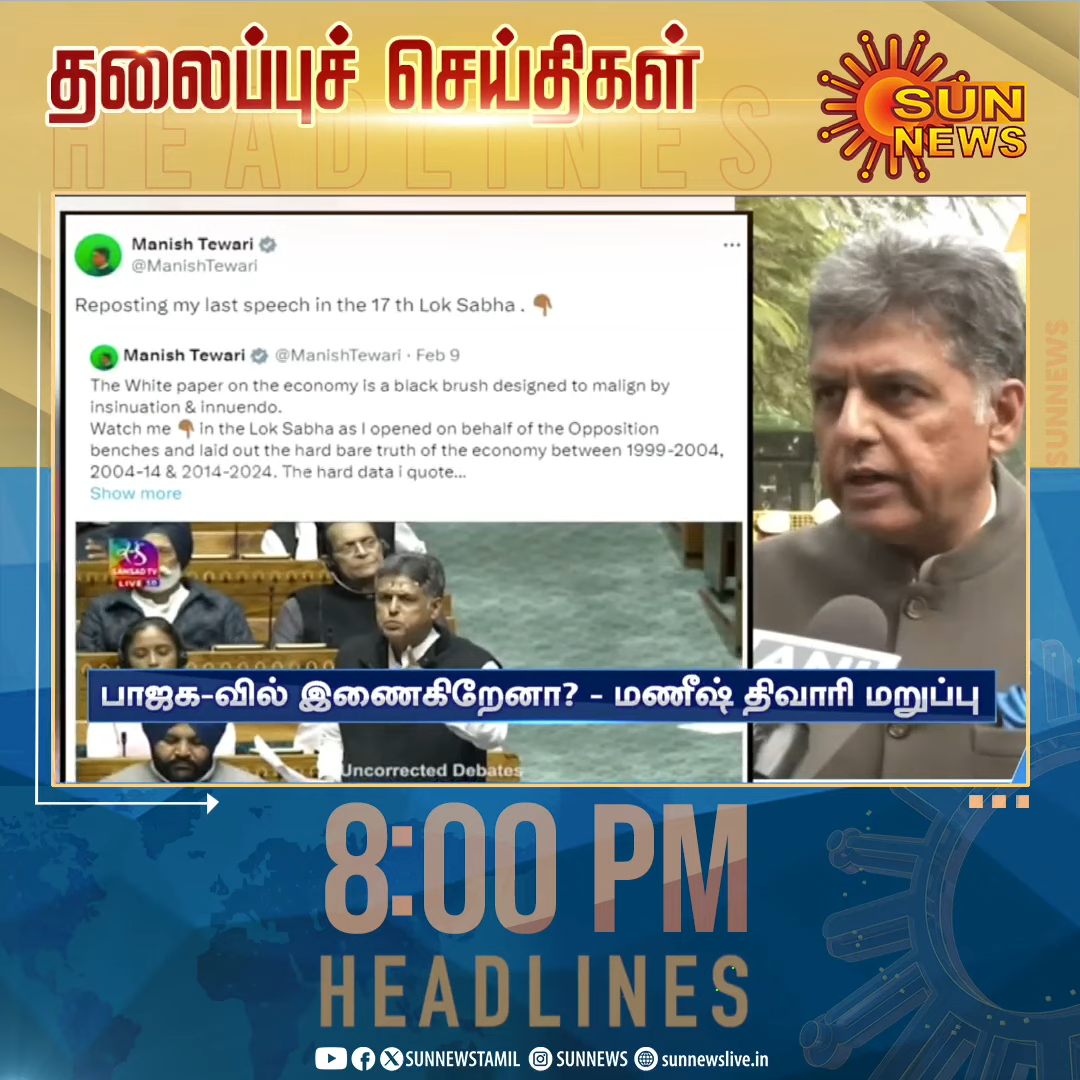 தலைப்புச் செய்திகள்
HEADLINES
SUN
NEWS
Manish Tewari
@ManishTewari
Reposting my last speech in the 17 th Lok Sabha .
Manish Tewari @ManishTewari · Feb 9
The White paper on the economy is a black brush designed to malign by
insinuation & innuendo.
Watch me in the Lok Sabha as I opened on behalf of the Opposition
benches and laid out the hard bare truth of the economy between 1999-2004,
2004-14 & 2014-2024. The hard data i quote...
Show more
SANSAD TV
LIVE
ANI
பாஜக-வில் இணைகிறேனா? - மணீஷ் திவாரி மறுப்பு
Uncorrected Debates
SUNNEWS
8:00 PM
HEADLINES
SUNNEWSTAMIL SUNNEWS sunnewslive.in